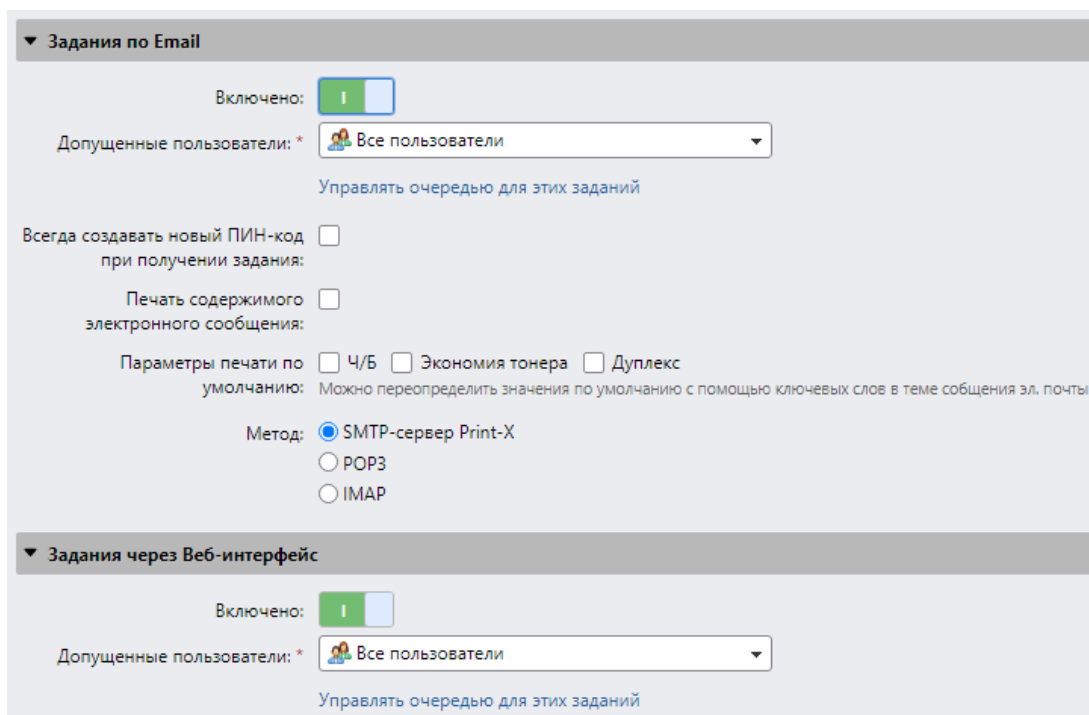 Задания по Email
Включено:
Допущенные пользователи: * Все пользователи
Управлять очередью для этих заданий
Всегда создавать новый ПИН-код
при получении задания:
Печать содержимого
электронного сообщения:
Параметры печати по Ч/Б Экономия тонера Дуплекс
умолчанию: Можно переопределить значения по умолчанию с помощью ключевых слов в теме собщения эл. почты
Метод: SMTP-сервер Print-X
POP3
IMAP
Задания через Веб-интерфейс
Включено:
Допущенные пользователи: * Все пользователи
Управлять очередью для этих заданий